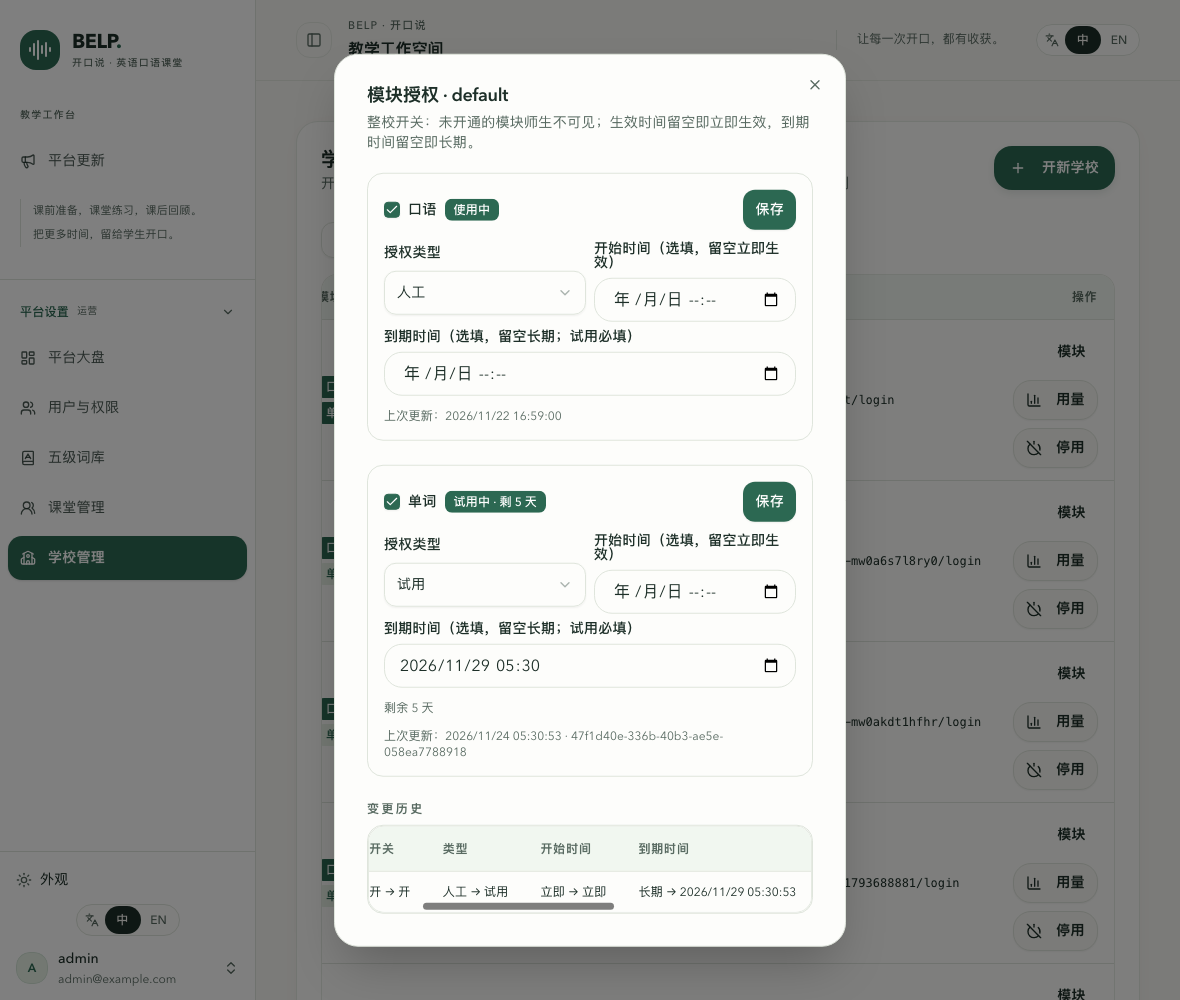 BELP.
开口说 · 英语口语课堂
教学工作台
平台更新
课前准备，课堂练习，课后回顾。
把更多时间，留给学生开口。
平台设置 运营
平台大盘
用户与权限
五级词库
课堂管理
学校管理
外观
中 EN
A
admin
admin@example.com
BELP · 开口说
教学工作空间
让每一次开口，都有收获。
中 EN
开新学校
操作
模块
t/login
用量
停用
模块
-mw0a6s7l8ry0/login
用量
停用
模块
-mw0akdt1hfhr/login
用量
停用
模块
1793688881/login
用量
停用
模块
模块授权 · default
整校开关：未开通的模块师生不可见；生效时间留空即立即生效，到期
时间留空即长期。
口语 使用中 保存
授权类型
开始时间（选填，留空立即生
效）
人工
年 /月/日 --:--
到期时间（选填，留空长期；试用必填）
年 /月/日 --:--
上次更新：2026/11/22 16:59:00
单词 试用中 · 剩 5 天 保存
授权类型
开始时间（选填，留空立即生
效）
试用
年 /月/日 --:--
到期时间（选填，留空长期；试用必填）
2026/11/29 05:30
剩余 5 天
上次更新：2026/11/24 05:30:53 · 47f1d40e-336b-40b3-ae5e-
058ea7788918
变更历史
开关 类型 开始时间 到期时间
开 → 开 人工 → 试用 立即 → 立即 长期 → 2026/11/29 05:30:53